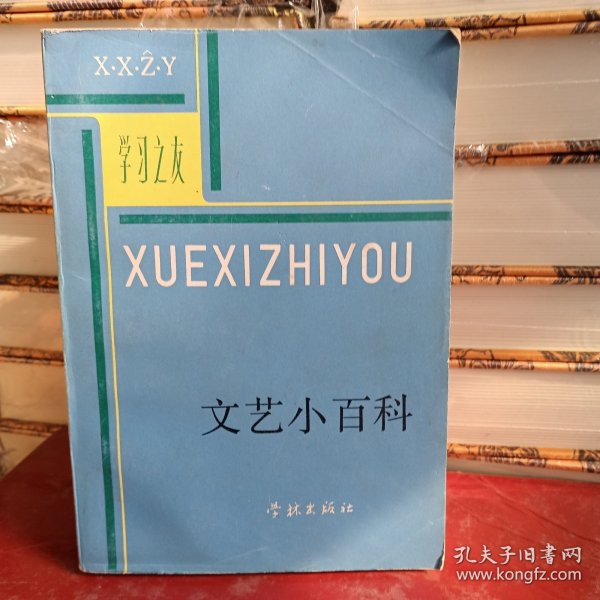 X·X·Ẑ·Y
学习之友
XUEXIZHIYOU
文艺小百科
学林出版社
孔夫子旧书网
www.kongfz.com